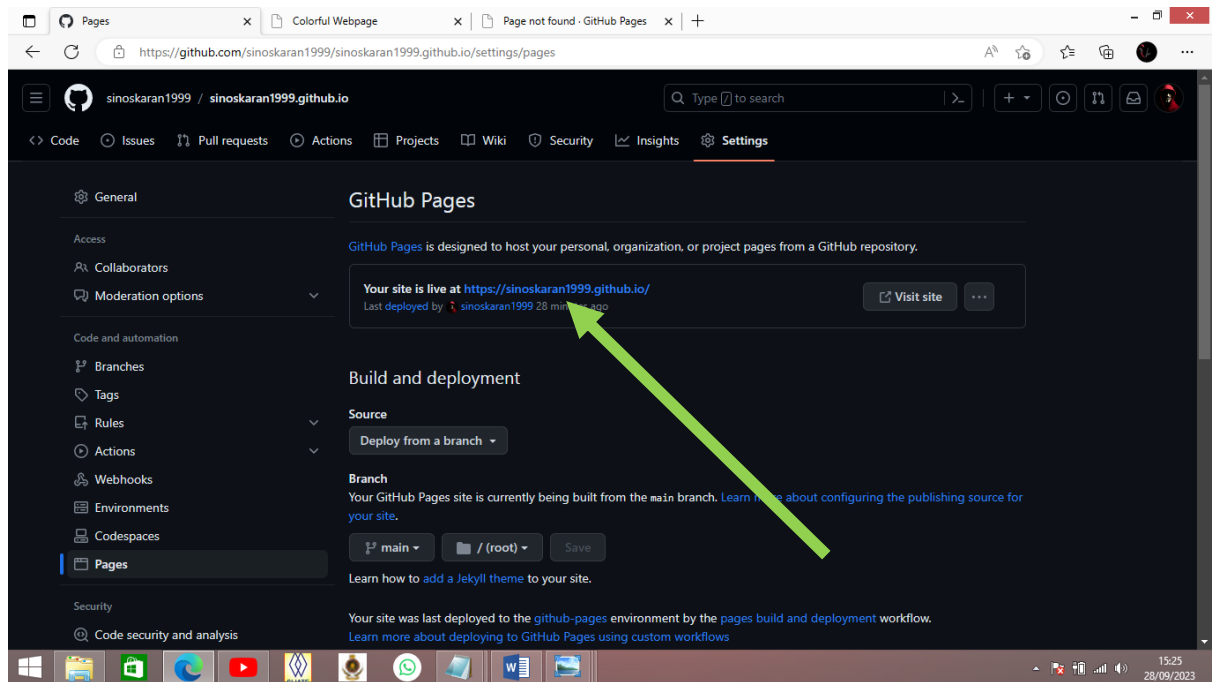 Pages
Colorful Webpage
Page not found · GitHub Pages
https://github.com/sinoskaran1999/sinoskaran1999.github.io/settings/pages
sinoskaran1999 / sinoskaran1999.github.io
Type / to search
Code Issues Pull requests Actions Projects Wiki Security Insights Settings
General
Access
Collaborators
Moderation options
Code and automation
Branches
Tags
Rules
Actions
Webhooks
Environments
Codespaces
Pages
Security
Code security and analysis
GitHub Pages
GitHub Pages is designed to host your personal, organization, or project pages from a GitHub repository.
Your site is live at https://sinoskaran1999.github.io/
Last deployed by sinoskaran1999 28 minutes ago
Visit site
Build and deployment
Source
Deploy from a branch
Branch
Your GitHub Pages site is currently being built from the main branch. Learn more about configuring the publishing source for
your site.
main / (root) Save
Learn how to add a Jekyll theme to your site.
Your site was last deployed to the github-pages environment by the pages build and deployment workflow.
Learn more about deploying to GitHub Pages using custom workflows
15:25
28/09/2023